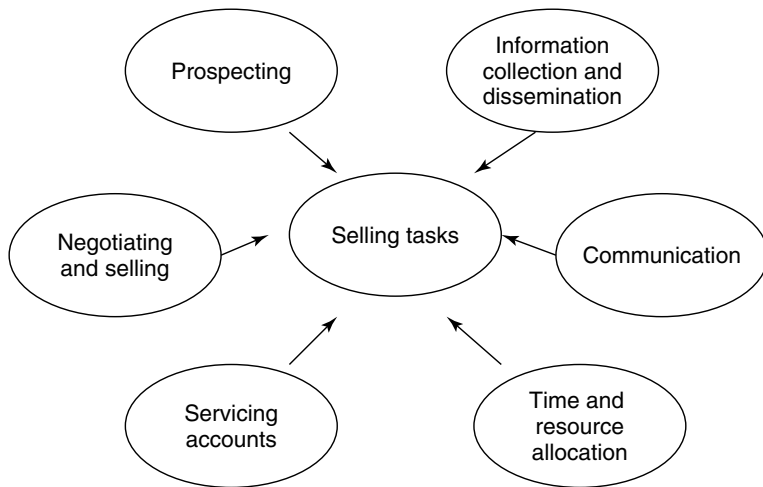 Prospecting
Information
collection and
dissemination
Negotiating
and selling
Selling tasks
Communication
Servicing
accounts
Time and
resource
allocation